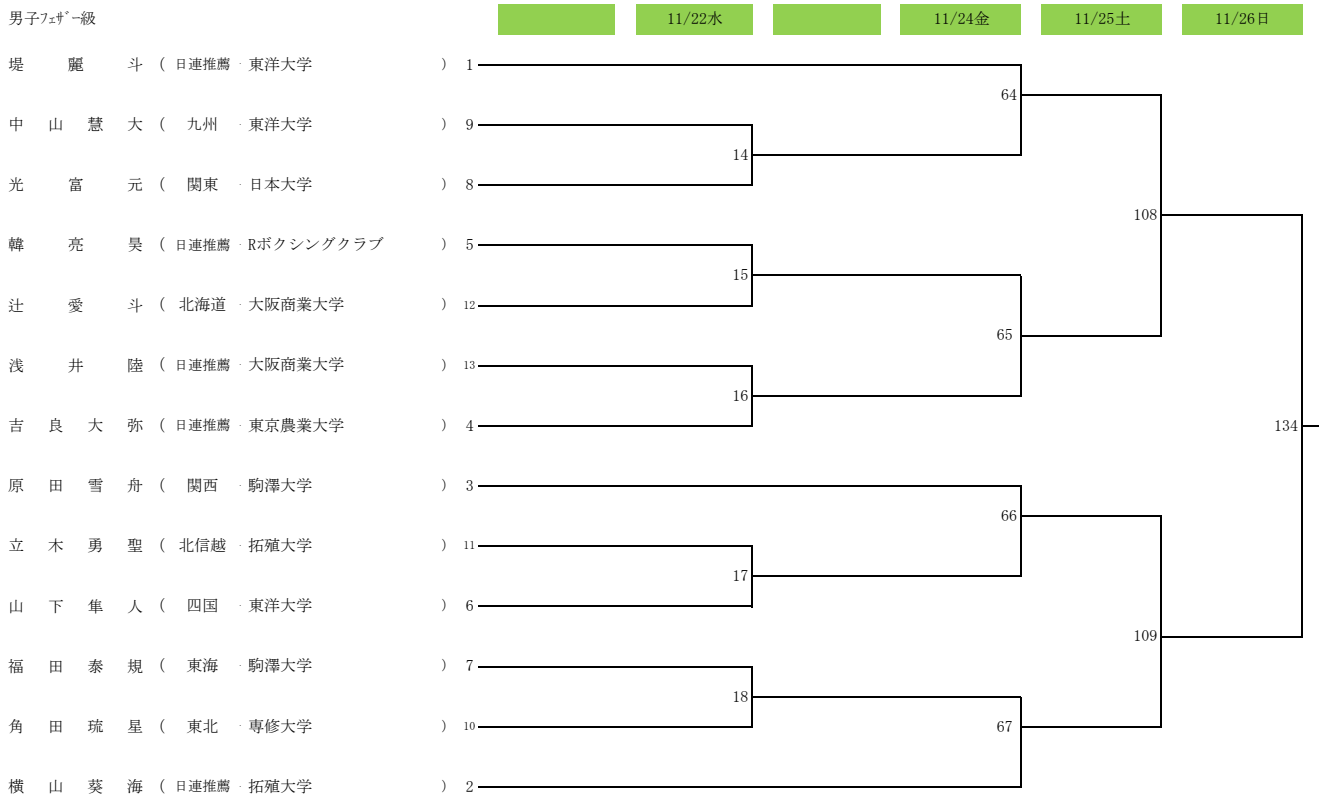 男子ﾌｪｻﾞｰ級 11/22水 11/24金 11/25土 11/26日
堤 麗 斗 ( 日連推薦 · 東洋大学 ) 1
64
中 山 慧 大 ( 九州 · 東洋大学 ) 9
14
光 富 元 ( 関東 · 日本大学 ) 8
108
韓 亮 昊 ( 日連推薦 · Rボクシングクラブ ) 5
15
辻 愛 斗 ( 北海道 · 大阪商業大学 ) 12
65
浅 井 陸 ( 日連推薦 · 大阪商業大学 ) 13
16
吉 良 大 弥 ( 日連推薦 · 東京農業大学 ) 4
134
原 田 雪 舟 ( 関西 · 駒澤大学 ) 3
66
立 木 勇 聖 ( 北信越 · 拓殖大学 ) 11
17
山 下 隼 人 ( 四国 · 東洋大学 ) 6
109
福 田 泰 規 ( 東海 · 駒澤大学 ) 7
18
角 田 琉 星 ( 東北 · 専修大学 ) 10
67
横 山 葵 海 ( 日連推薦 · 拓殖大学 ) 2